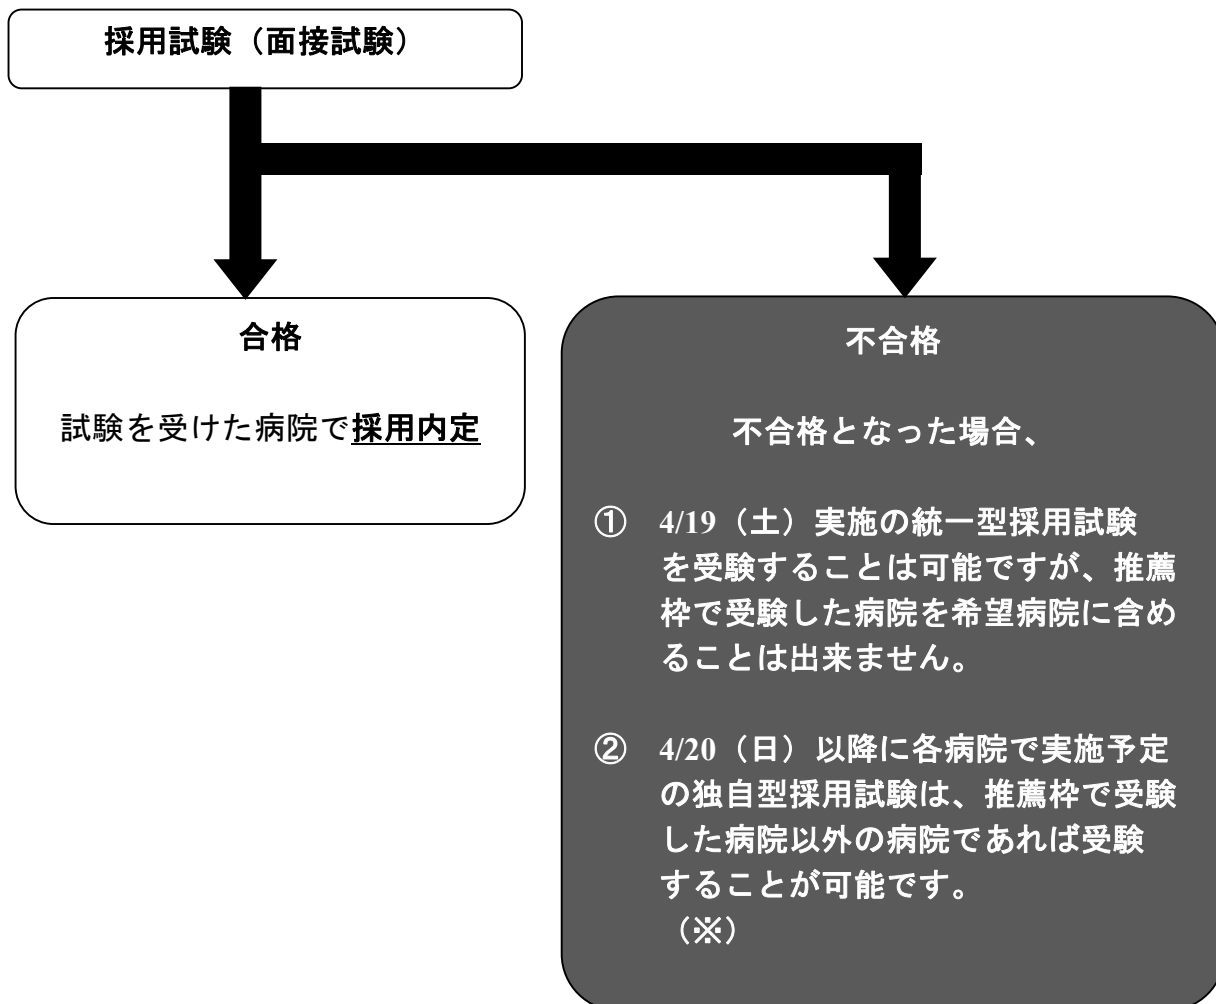 採用試験（面接試験）
合格
試験を受けた病院で採用内定
不合格
不合格となった場合、
① 4/19（土）実施の統一型採用試験
を受験することは可能ですが、推薦
枠で受験した病院を希望病院に含め
ることは出来ません。
② 4/20（日）以降に各病院で実施予定
の独自型採用試験は、推薦枠で受験
した病院以外の病院であれば受験
することが可能です。
（※）